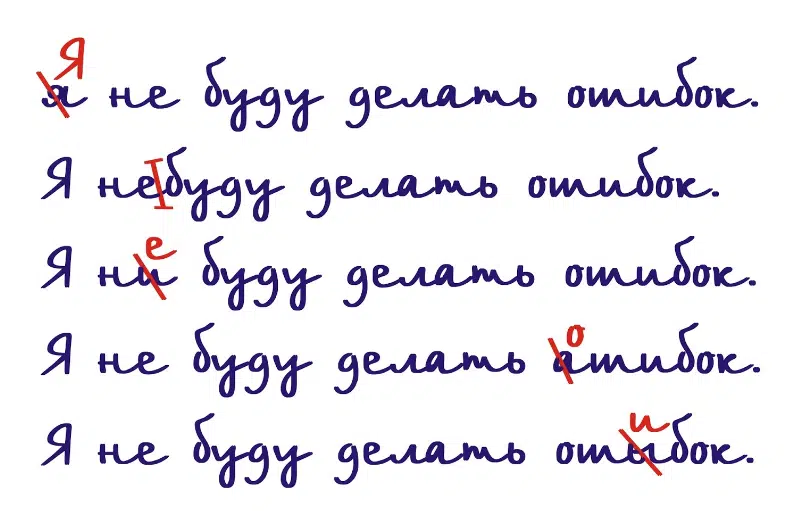 Я
я не буду делать ошибок.
Я небуду делать ошибок.
е
Я ни буду делать ошибок.
о
Я не буду делать ашибок.
и
Я не буду делать ошыбок.